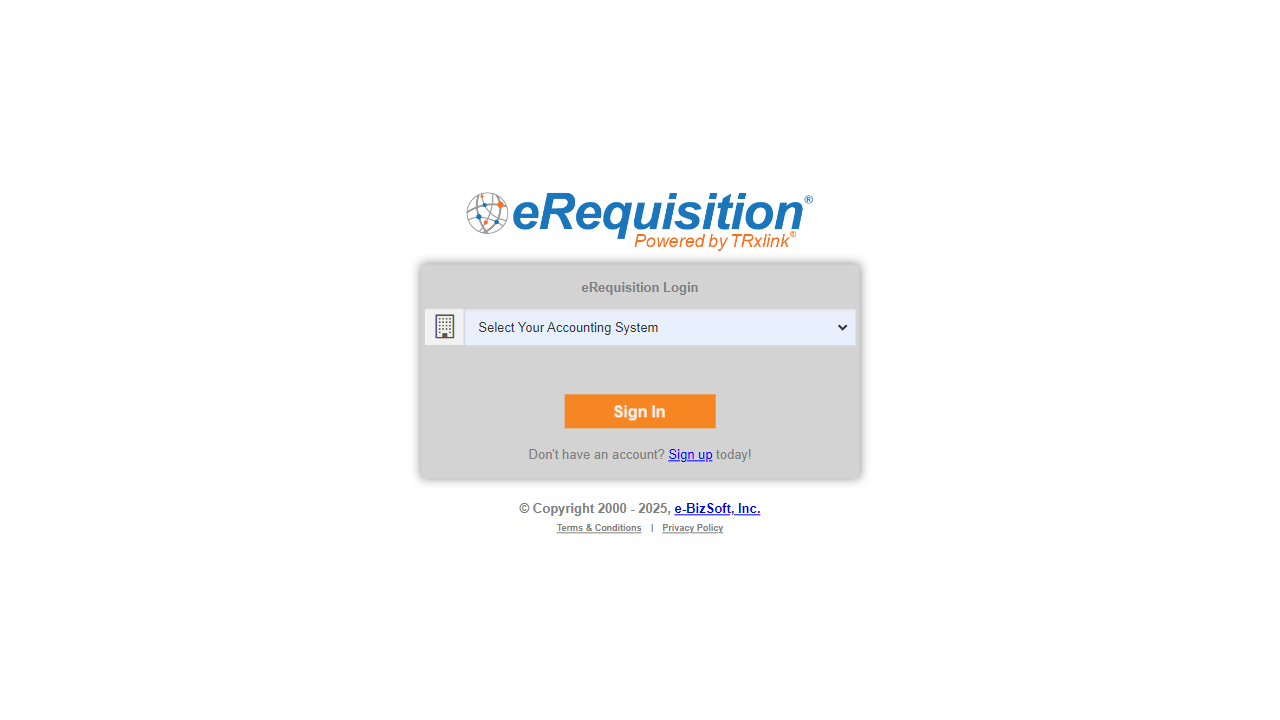 eRequisition®
Powered by TRxlink®
eRequisition Login
Select Your Accounting System
Sign In
Don't have an account? Sign up today!
© Copyright 2000 - 2025, e-BizSoft, Inc.
Terms & Conditions | Privacy Policy